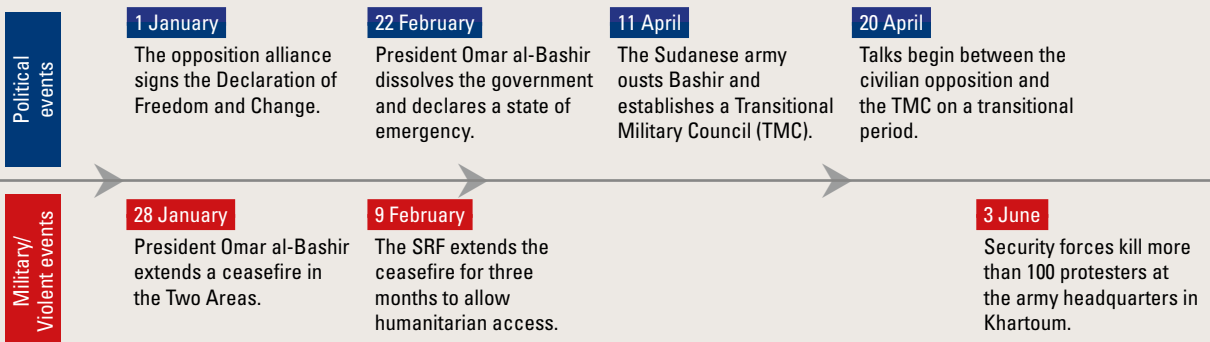 Political
events
1 January
The opposition alliance
signs the Declaration of
Freedom and Change.
22 February
President Omar al-Bashir
dissolves the government
and declares a state of
emergency.
11 April
The Sudanese army
ousts Bashir and
establishes a Transitional
Military Council (TMC).
20 April
Talks begin between the
civilian opposition and
the TMC on a transitional
period.
Military/
Violent events
28 January
President Omar al-Bashir
extends a ceasefire in
the Two Areas.
9 February
The SRF extends the
ceasefire for three
months to allow
humanitarian access.
3 June
Security forces kill more
than 100 protesters at
the army headquarters in
Khartoum.